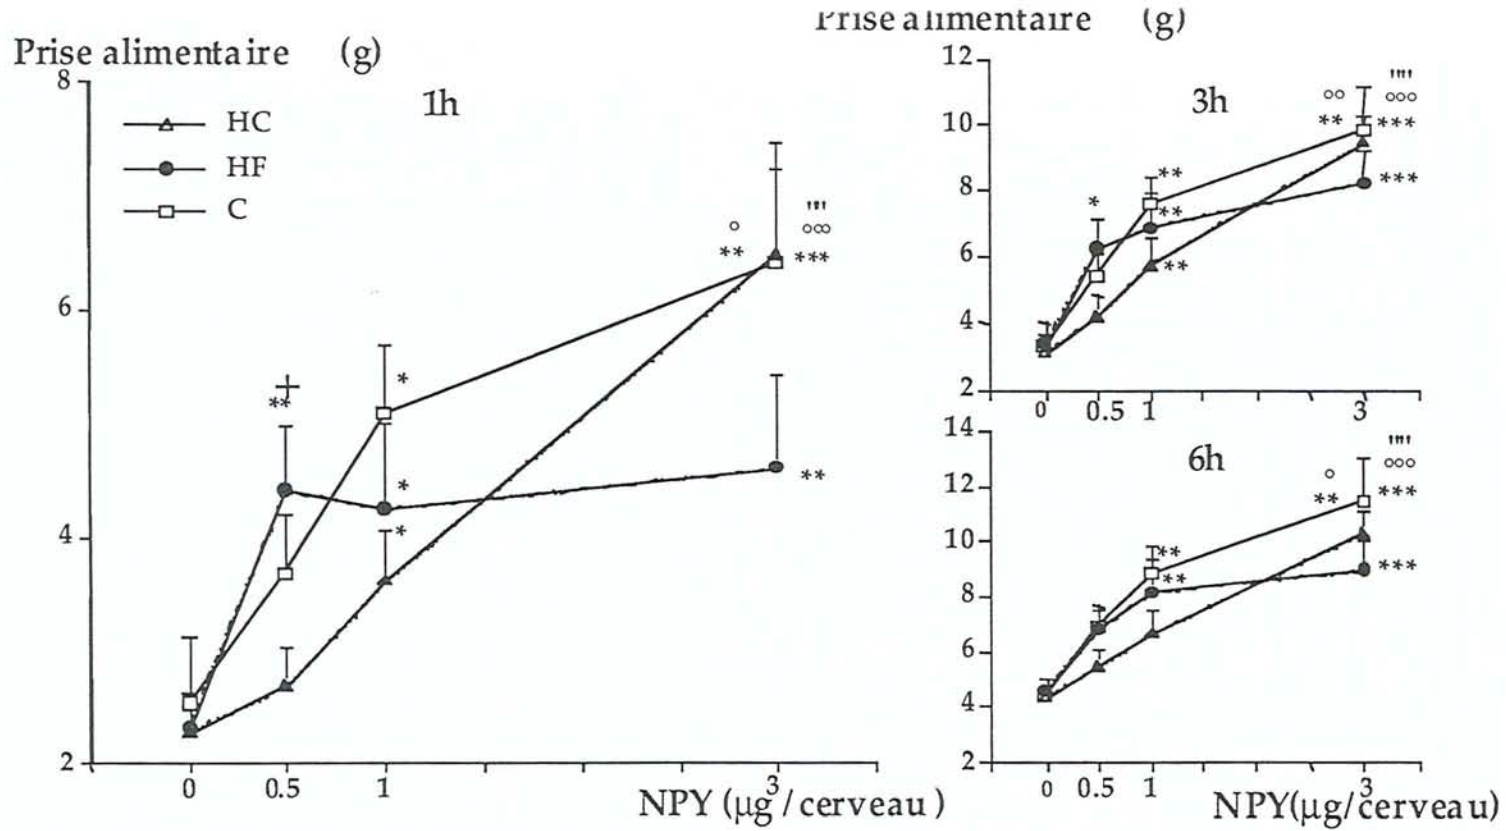 Prise alimentaire (g)
8
1h
HC
HF
C
6
4
2
0 0.5 1 3
NPY (µg/cerveau)
** *
* * *
° °°°
** ***
**
Prise alimentaire (g)
12
3h
10
8
6
4
2
0 0.5 1 3
°° °°°
** ***
* ** ** **
***
14
6h
12
10
8
6
4
2
0 0.5 1 3
° °°°
** ***
** **
***
NPY(µg/cerveau)